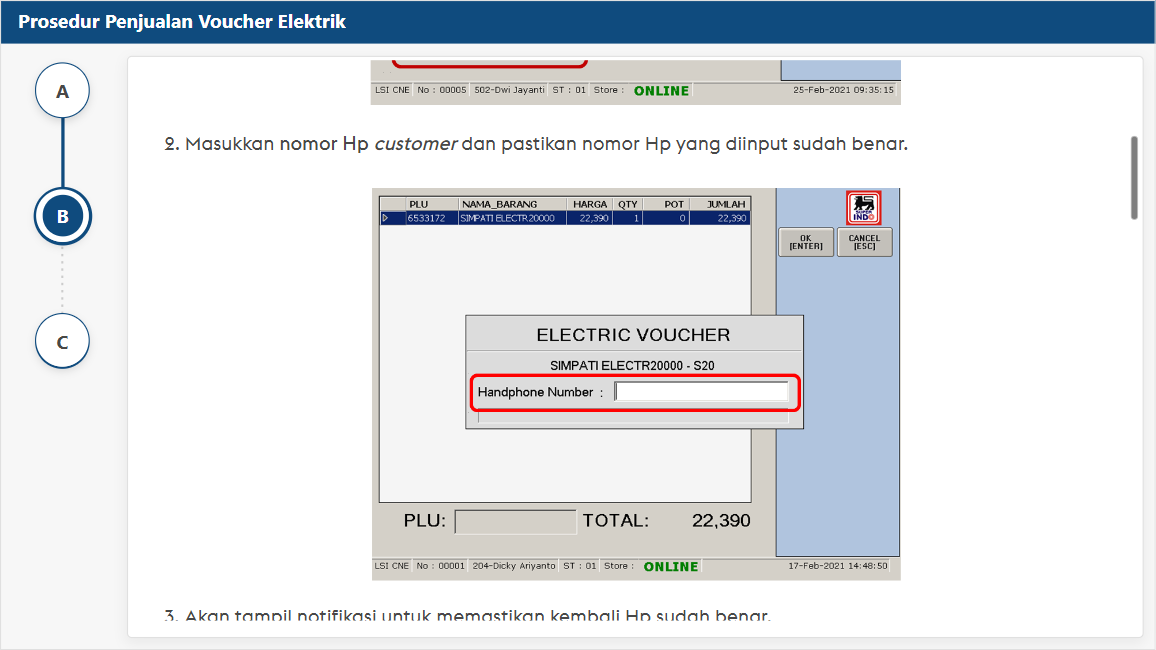 Prosedur Penjualan Voucher Elektrik
A
B
C
LSI CNE No : 00005 502-Dwi Jayanti ST : 01 Store : ONLINE 25-Feb-2021 09:35:15
2. Masukkan nomor Hp customer dan pastikan nomor Hp yang diinput sudah benar.
PLU NAMA_BARANG HARGA QTY POT JUMLAH
6533172 SIMPATI ELECTR20000 22,390 1 0 22,390
SUPER
INDO
OK
[ENTER]
CANCEL
[ESC]
ELECTRIC VOUCHER
SIMPATI ELECTR20000 - S20
Handphone Number :
PLU: TOTAL: 22,390
LSI CNE No : 00001 204-Dicky Ariyanto ST : 01 Store : ONLINE 17-Feb-2021 14:48:50
3. Akan tampil notifikasi untuk memastikan kembali Hp sudah benar.